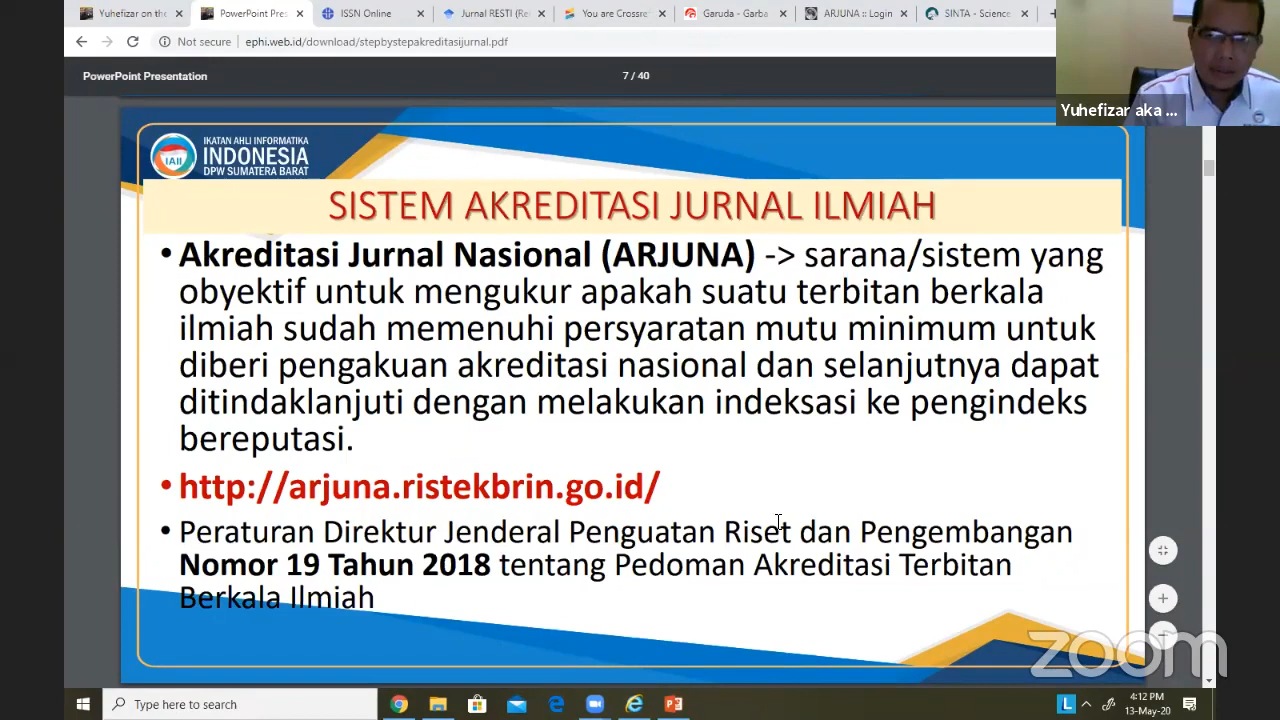 Yuhefizar on the
PowerPoint Pres
ISSN Online
Jurnal RESTI (Re
You are Crossre
Garuda - Garba
ARJUNA :: Login
SINTA - Science
Not secure
ephi.web.id/download/stepbystepakreditasijurnal.pdf
PowerPoint Presentation
7 / 40
Yuhefizar aka ...
IKATAN AHLI INFORMATIKA
INDONESIA
DPW SUMATERA BARAT
IAII
SISTEM AKREDITASI JURNAL ILMIAH
• Akreditasi Jurnal Nasional (ARJUNA) -> sarana/sistem yang
obyektif untuk mengukur apakah suatu terbitan berkala
ilmiah sudah memenuhi persyaratan mutu minimum untuk
diberi pengakuan akreditasi nasional dan selanjutnya dapat
ditindaklanjuti dengan melakukan indeksasi ke pengindeks
bereputasi.
• http://arjuna.ristekbrin.go.id/
• Peraturan Direktur Jenderal Penguatan Riset dan Pengembangan
Nomor 19 Tahun 2018 tentang Pedoman Akreditasi Terbitan
Berkala Ilmiah
zoom
Type here to search
L
4:12 PM
13-May-20